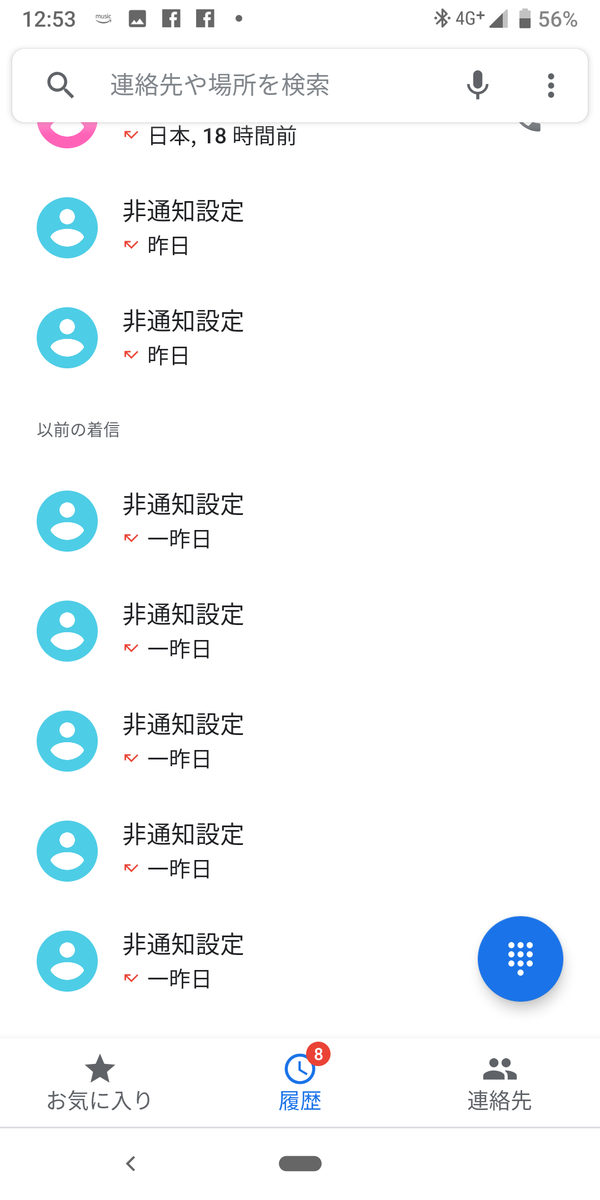 12:53
music
4G+
56%
連絡先や場所を検索
日本, 18 時間前
非通知設定
昨日
非通知設定
昨日
以前の着信
非通知設定
一昨日
非通知設定
一昨日
非通知設定
一昨日
非通知設定
一昨日
非通知設定
一昨日
8
お気に入り
履歴
連絡先